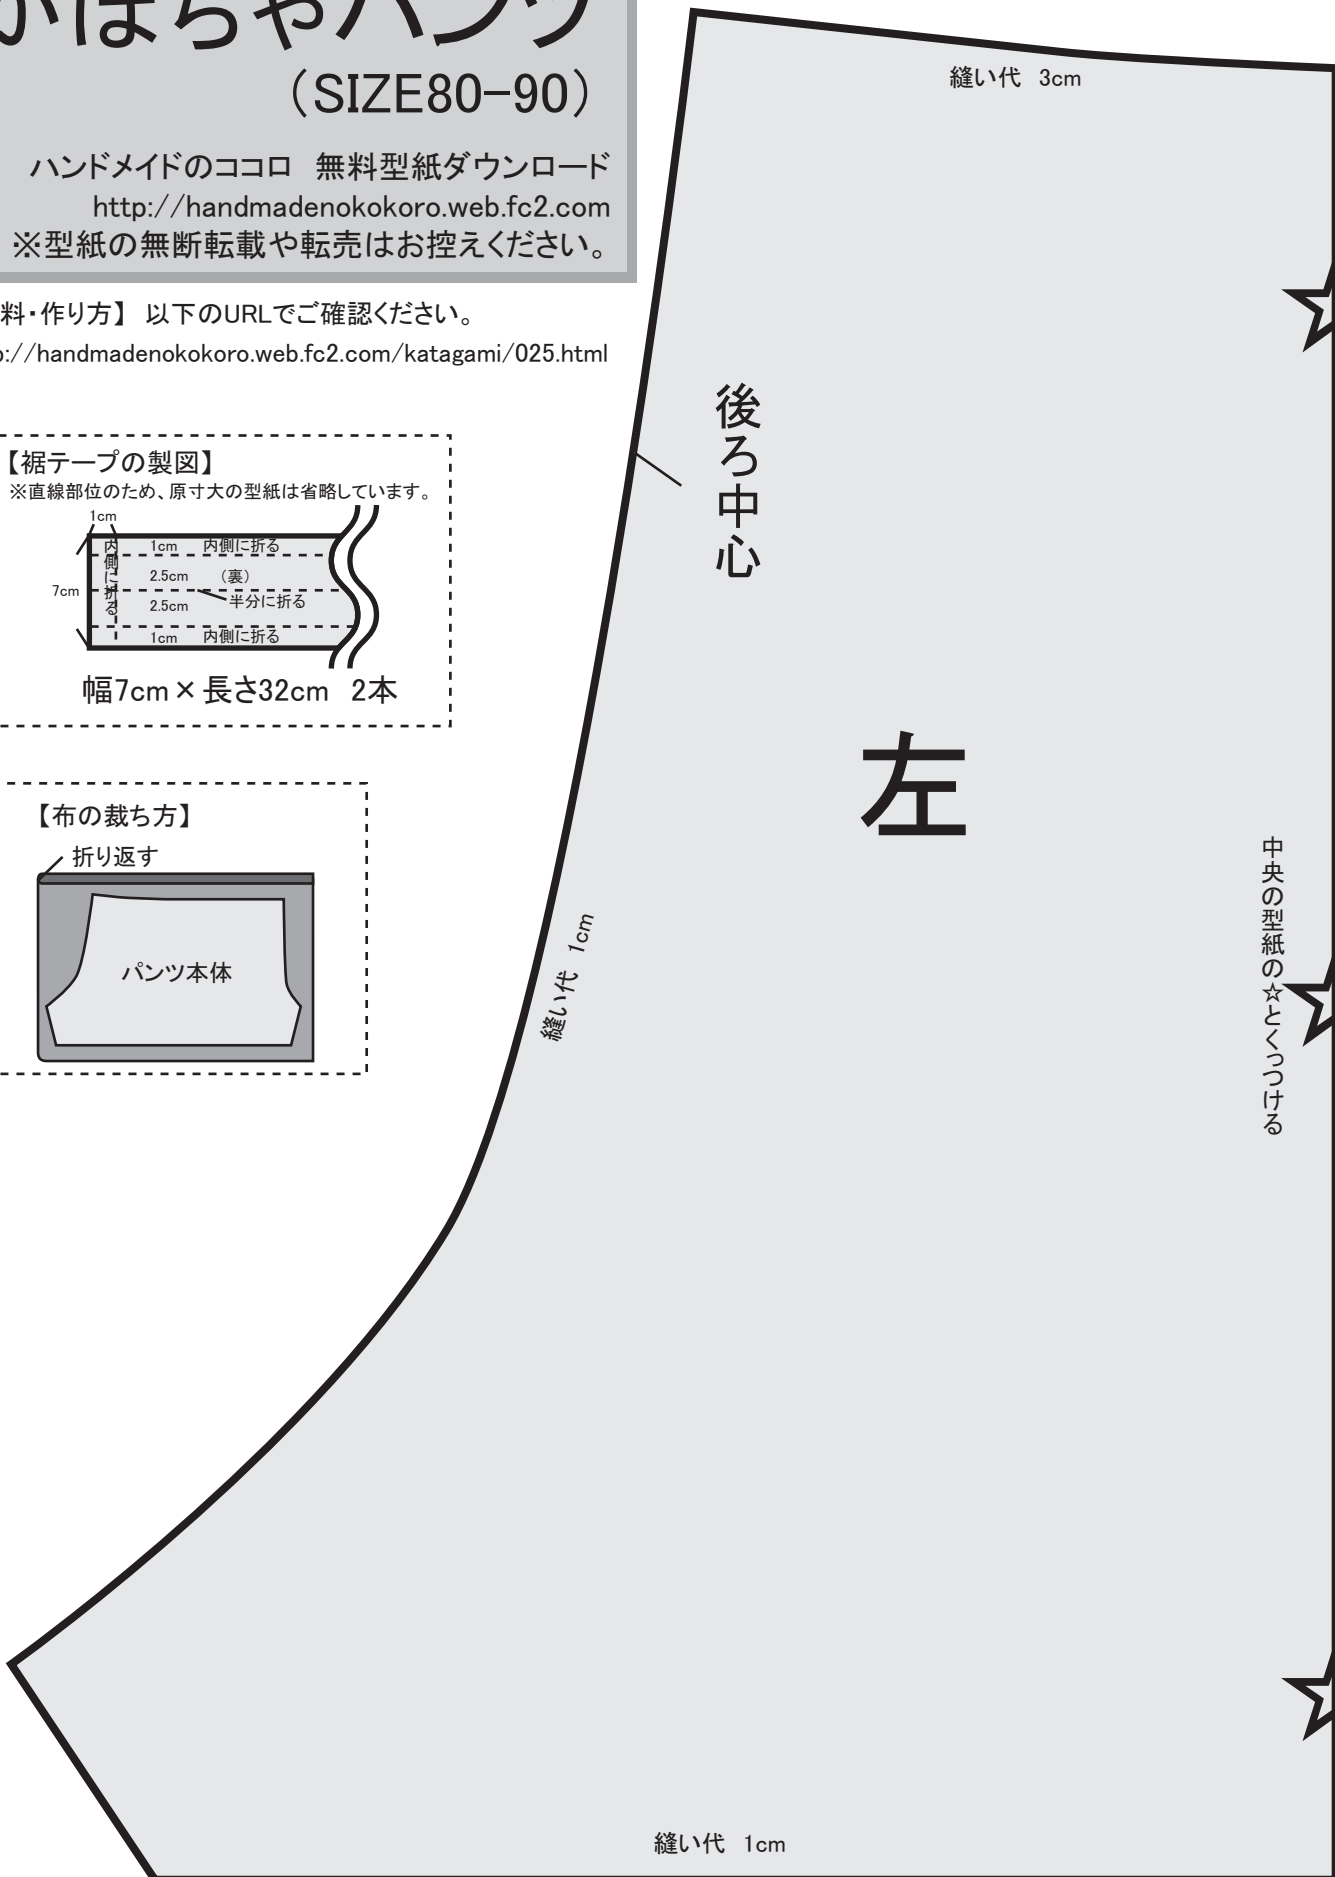 かぼちゃパンツ
（SIZE80-90）
ハンドメイドのココロ　無料型紙ダウンロード
http://handmadenokokoro.web.fc2.com
※型紙の無断転載や転売はお控えください。
料・作り方】 以下のURLでご確認ください。
p://handmadenokokoro.web.fc2.com/katagami/025.html
【裾テープの製図】
※直線部位のため、原寸大の型紙は省略しています。
1cm
内側に折る
1cm　内側に折る
2.5cm　（裏）
7cm
半分に折る
2.5cm
1cm　内側に折る
幅7cm×長さ32cm　2本
【布の裁ち方】
折り返す
パンツ本体
縫い代　3cm
後ろ中心
左
中央の型紙の☆とくっつける
縫い代　1cm
縫い代　1cm